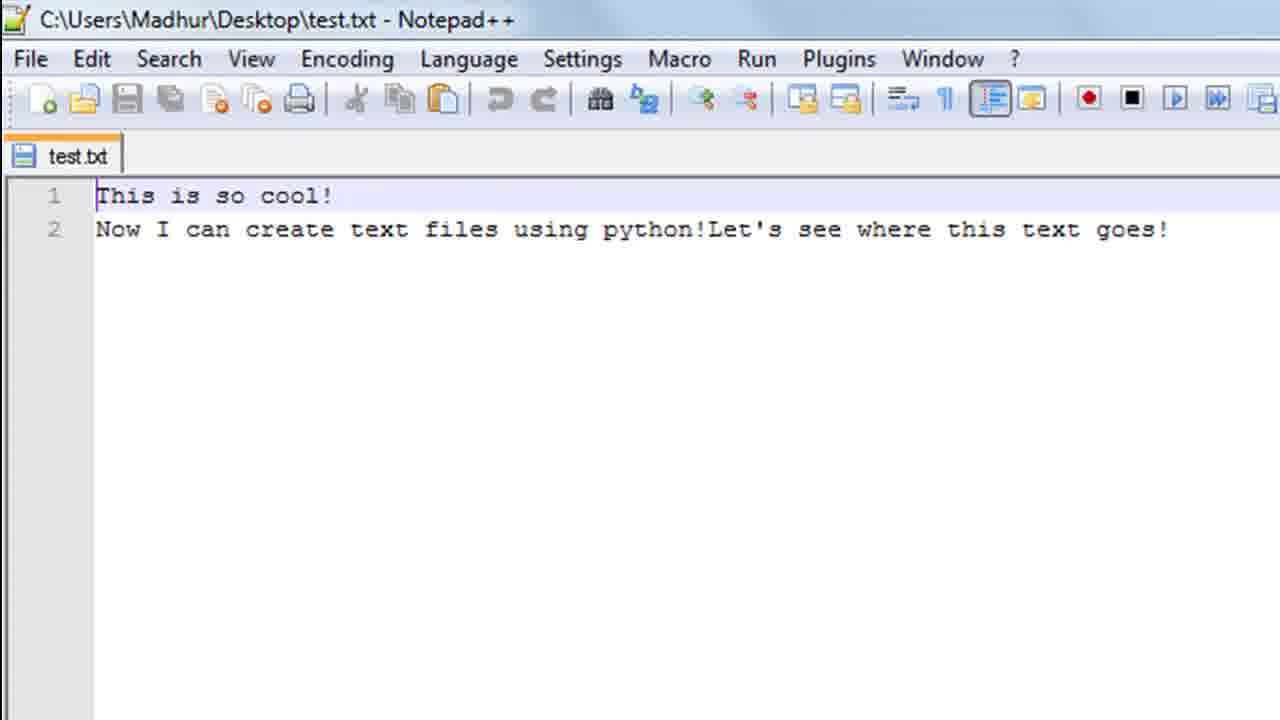 C:\Users\Madhur\Desktop\test.txt - Notepad++
File Edit Search View Encoding Language Settings Macro Run Plugins Window ?
test.txt
1 This is so cool!
2 Now I can create text files using python!Let's see where this text goes!